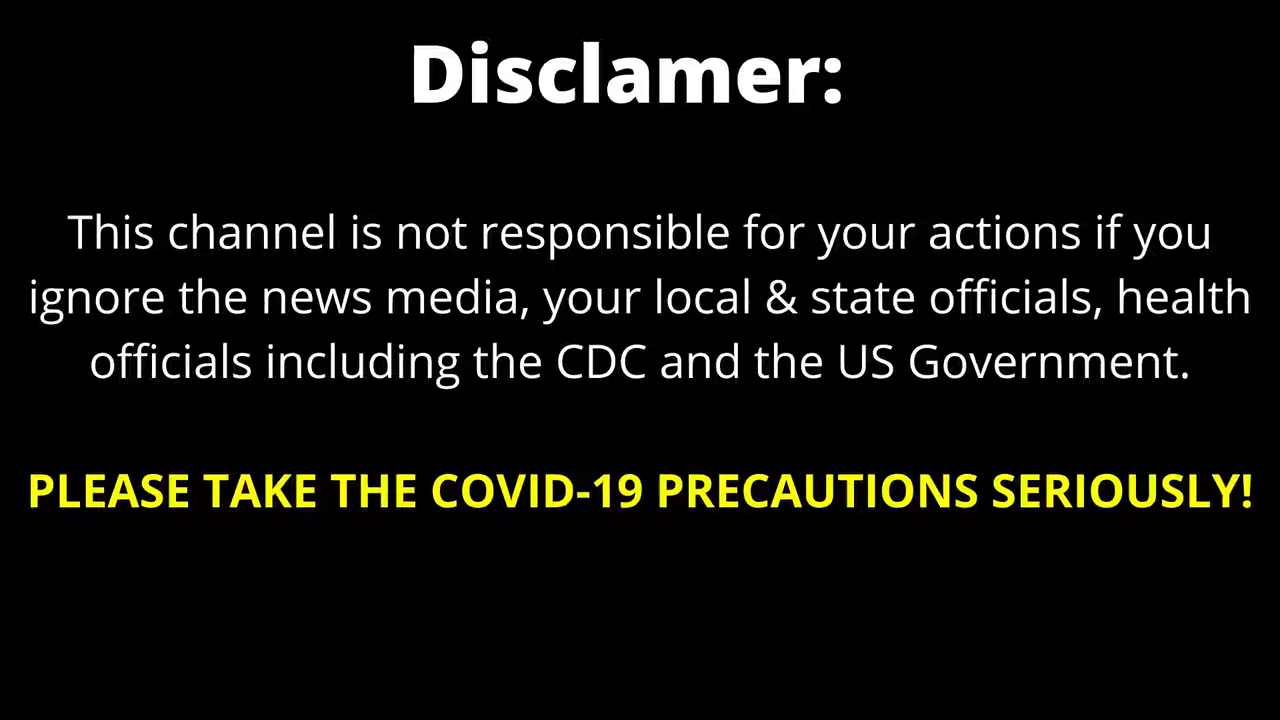 Disclamer:
This channel is not responsible for your actions if you
ignore the news media, your local & state officials, health
officials including the CDC and the US Government.
PLEASE TAKE THE COVID-19 PRECAUTIONS SERIOUSLY!